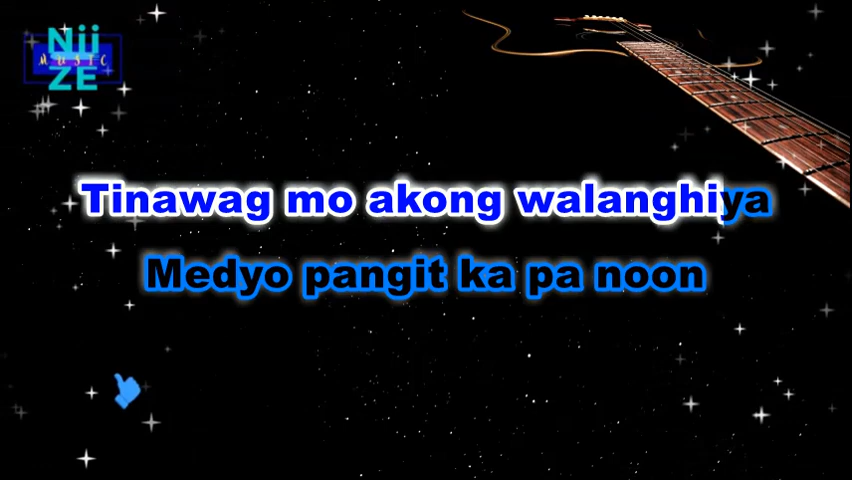 Nii
MUSIC
ZE
Tinawag mo akong walanghiya
Medyo pangit ka pa noon